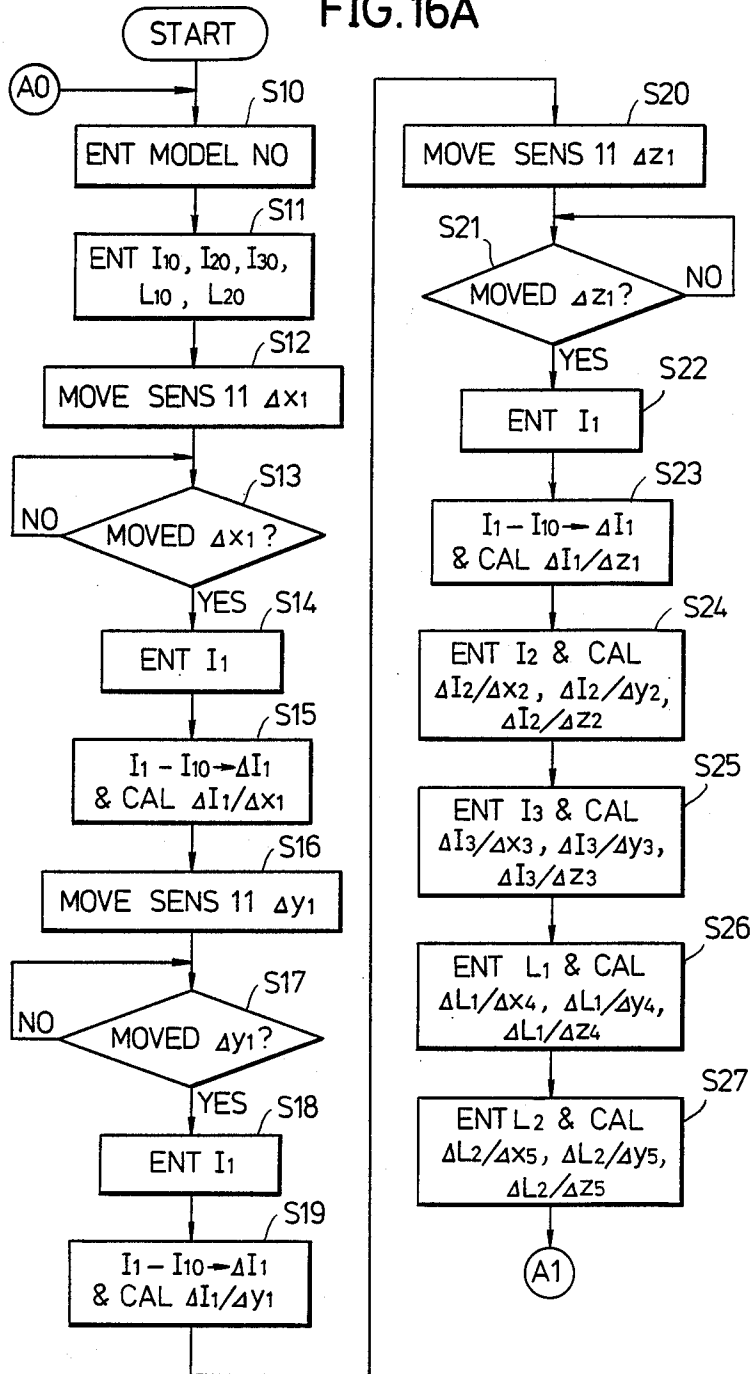 FIG.16A
START
A0
S10
ENT MODEL NO
S11
ENT I10, I20, I30,
L10 , L20
S12
MOVE SENS 11 Δx1
S13
NO
MOVED Δx1?
YES
S14
ENT I1
S15
I1 – I10→ΔI1
& CAL ΔI1/Δx1
S16
MOVE SENS 11 Δy1
S17
NO
MOVED Δy1?
YES
S18
ENT I1
S19
I1 – I10→ΔI1
& CAL ΔI1/Δy1
S20
MOVE SENS 11 Δz1
S21
NO
MOVED Δz1?
YES
S22
ENT I1
S23
I1 – I10→ΔI1
& CAL ΔI1/Δz1
S24
ENT I2 & CAL
ΔI2/Δx2, ΔI2/Δy2,
ΔI2/Δz2
S25
ENT I3 & CAL
ΔI3/Δx3, ΔI3/Δy3,
ΔI3/Δz3
S26
ENT L1 & CAL
ΔL1/Δx4, ΔL1/Δy4,
ΔL1/Δz4
S27
ENT L2 & CAL
ΔL2/Δx5, ΔL2/Δy5,
ΔL2/Δz5
A1